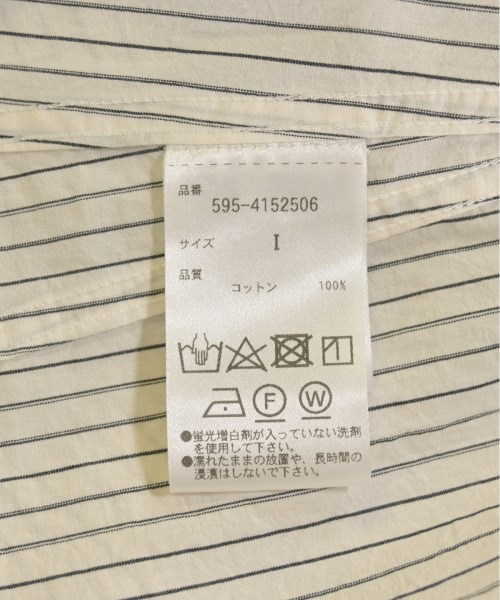 品番
595-4152506
サイズ I
品質
コットン 100%
F W
●蛍光増白剤が入っていない洗剤
を使用して下さい。
●濡れたままの放置や、長時間の
浸漬はしないで下さい。